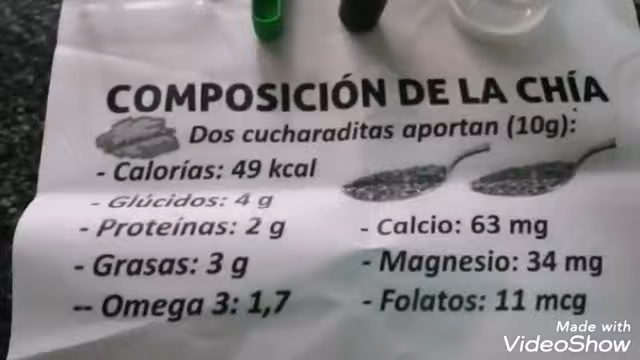 COMPOSICIÓN DE LA CHÍA
Dos cucharaditas aportan (10g):
- Calorías: 49 kcal
- Glúcidos: 4 g
- Proteínas: 2 g
- Grasas: 3 g
-- Omega 3: 1,7
- Calcio: 63 mg
- Magnesio: 34 mg
- Folatos: 11 mcg
Made with
VideoShow